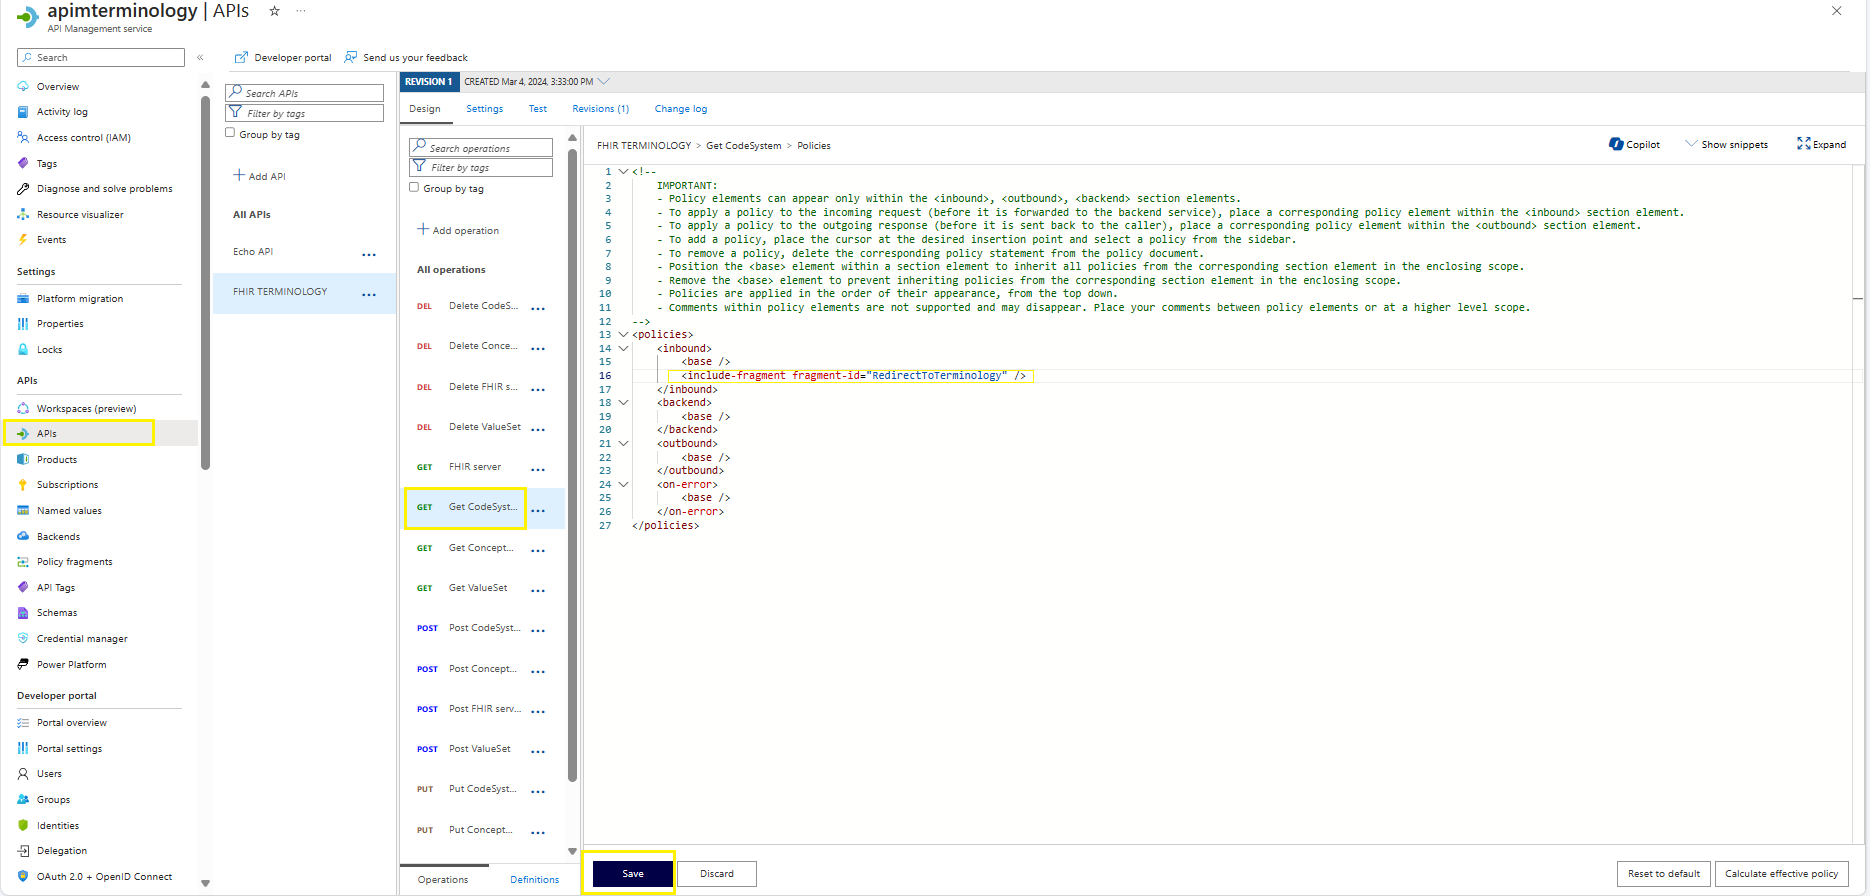 apimterminology | APIs
API Management service
Search
Overview
Activity log
Access control (IAM)
Tags
Diagnose and solve problems
Resource visualizer
Events
Settings
Platform migration
Properties
Locks
APIs
Workspaces (preview)
APIs
Products
Subscriptions
Named values
Backends
Policy fragments
API Tags
Schemas
Credential manager
Power Platform
Developer portal
Portal overview
Portal settings
Users
Groups
Identities
Delegation
OAuth 2.0 + OpenID Connect
Developer portal
Send us your feedback
Search APIs
Filter by tags
Group by tag
Add API
All APIs
Echo API
FHIR TERMINOLOGY
REVISION 1 CREATED Mar 4, 2024, 3:33:00 PM
Design Settings Test Revisions (1) Change log
Search operations
Filter by tags
Group by tag
Add operation
All operations
DEL Delete CodeS...
DEL Delete Conce...
DEL Delete FHIR s...
DEL Delete ValueSet
GET FHIR server
GET Get CodeSyst...
GET Get Concept...
GET Get ValueSet
POST Post CodeSyst...
POST Post Concept...
POST Post FHIR serv...
POST Post ValueSet
PUT Put CodeSyst...
PUT Put Concept...
Operations Definitions
FHIR TERMINOLOGY > Get CodeSystem > Policies
Copilot Show snippets Expand
1 <!--
2 IMPORTANT:
3 - Policy elements can appear only within the <inbound>, <outbound>, <backend> section elements.
4 - To apply a policy to the incoming request (before it is forwarded to the backend service), place a corresponding policy element within the <inbound> section element.
5 - To apply a policy to the outgoing response (before it is sent back to the caller), place a corresponding policy element within the <outbound> section element.
6 - To add a policy, place the cursor at the desired insertion point and select a policy from the sidebar.
7 - To remove a policy, delete the corresponding policy statement from the policy document.
8 - Position the <base> element within a section element to inherit all policies from the corresponding section element in the enclosing scope.
9 - Remove the <base> element to prevent inheriting policies from the corresponding section element in the enclosing scope.
10 - Policies are applied in the order of their appearance, from the top down.
11 - Comments within policy elements are not supported and may disappear. Place your comments between policy elements or at a higher level scope.
12 -->
13 <policies>
14 <inbound>
15 <base />
16 <include-fragment fragment-id="RedirectToTerminology" />
17 </inbound>
18 <backend>
19 <base />
20 </backend>
21 <outbound>
22 <base />
23 </outbound>
24 <on-error>
25 <base />
26 </on-error>
27 </policies>
Save Discard Reset to default Calculate effective policy